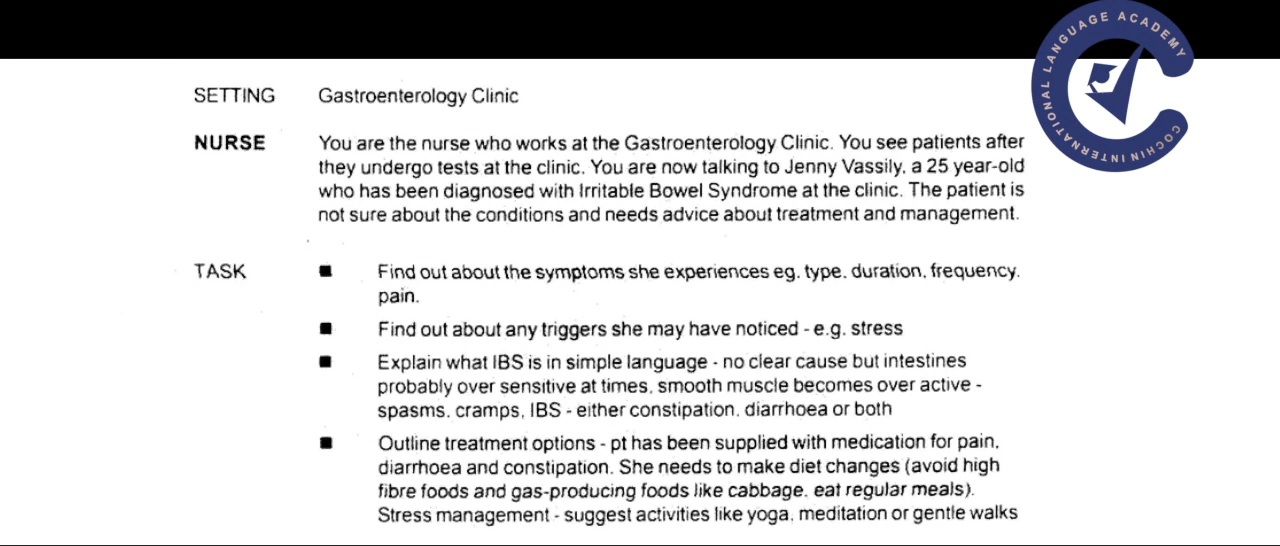 LANGUAGE ACADEMY
COCHIN INTERNATIONAL
SETTING Gastroenterology Clinic
NURSE You are the nurse who works at the Gastroenterology Clinic. You see patients after
they undergo tests at the clinic. You are now talking to Jenny Vassily. a 25 year-old
who has been diagnosed with Irritable Bowel Syndrome at the clinic. The patient is
not sure about the conditions and needs advice about treatment and management.
TASK ■ Find out about the symptoms she experiences eg. type. duration. frequency.
pain.
■ Find out about any triggers she may have noticed - e.g. stress
■ Explain what IBS is in simple language - no clear cause but intestines
probably over sensitive at times. smooth muscle becomes over active -
spasms. cramps, IBS - either constipation. diarrhoea or both
■ Outline treatment options - pt has been supplied with medication for pain.
diarrhoea and constipation. She needs to make diet changes (avoid high
fibre foods and gas-producing foods like cabbage. eat regular meals).
Stress management - suggest activities like yoga. meditation or gentle walks